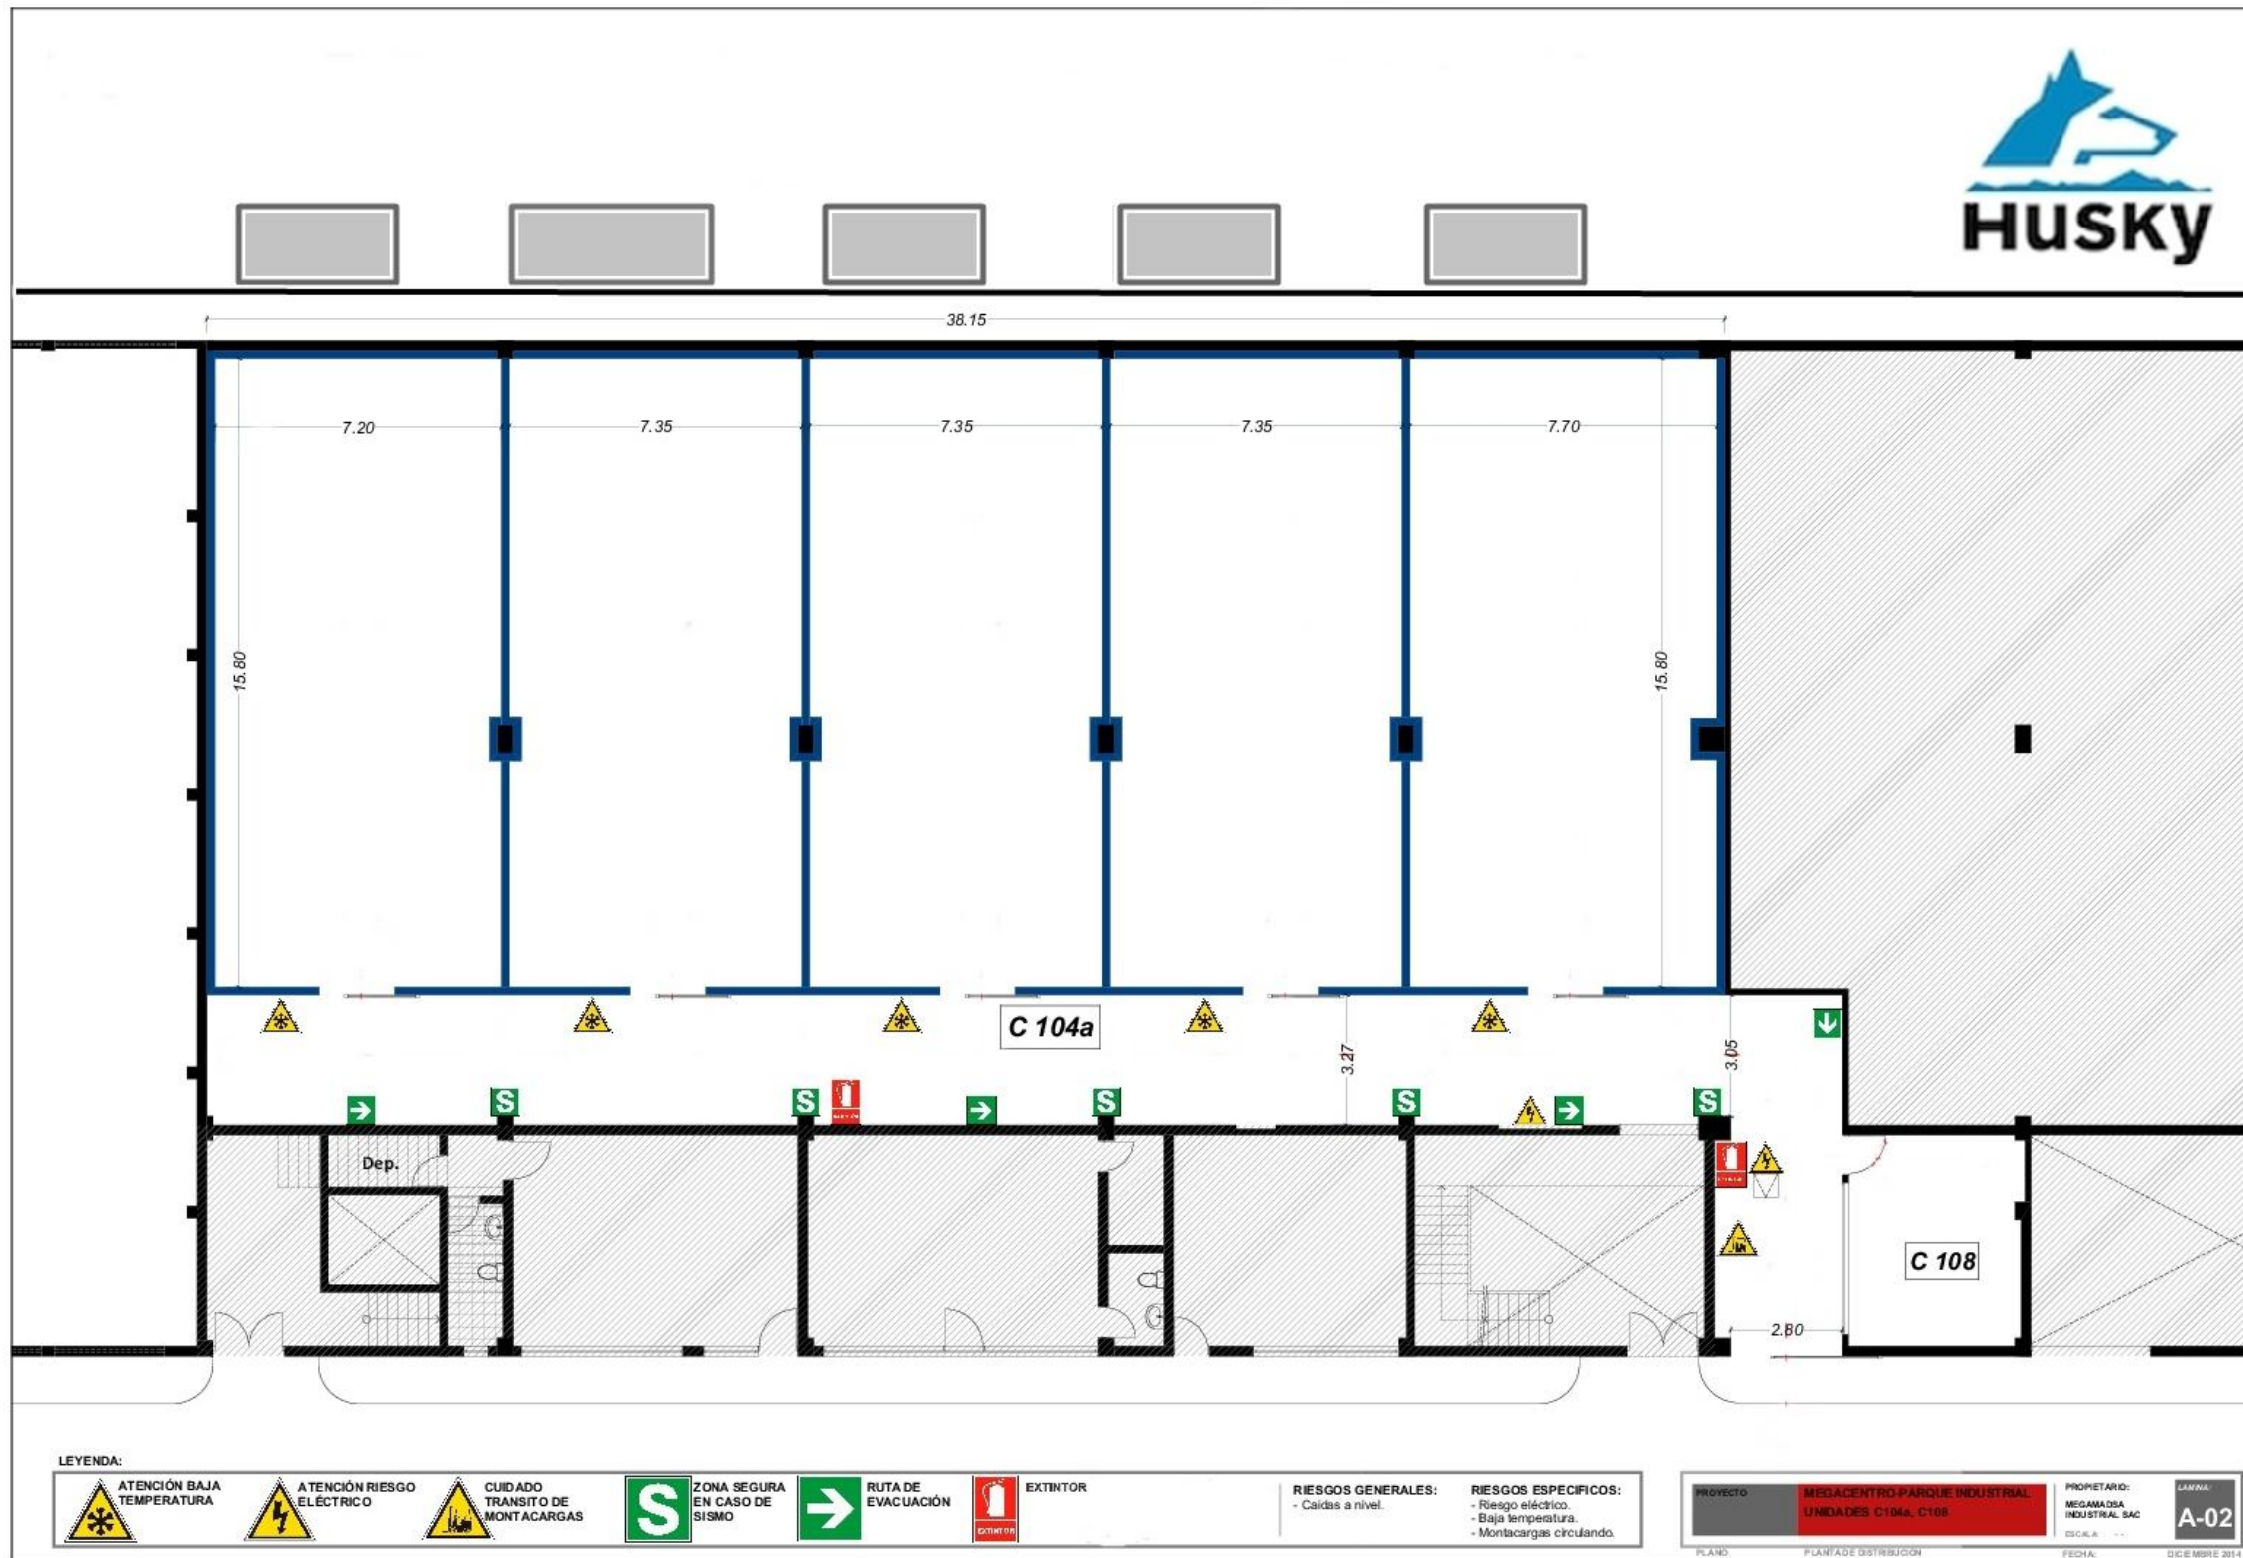 HUSKY
38.15
7.20
7.35
7.35
7.35
7.70
15.80
15.80
C 104a
3.27
3.05
S
S
S
S
S
Dep.
C 108
2.80
LEYENDA:
ATENCIÓN BAJA
TEMPERATURA
ATENCIÓN RIESGO
ELÉCTRICO
CUIDADO
TRANSITO DE
MONTACARGAS
S
ZONA SEGURA
EN CASO DE
SISMO
RUTA DE
EVACUACIÓN
EXTINTOR
EXTINTOR
RIESGOS GENERALES:
- Caidas a nivel.
RIESGOS ESPECIFICOS:
- Riesgo eléctrico.
- Baja temperatura.
- Montacargas circulando.
PROYECTO
MEGACENTRO-PARQUE INDUSTRIAL
UNIDADES C104a, C108
PROPIETARIO:
MEGAMADSA
INDUSTRIAL SAC
ESCALA: - -
LAMINA:
A-02
PLANO
PLANTA DE DISTRIBUCIÓN
FECHA:
DICIEMBRE 2014